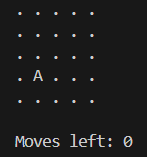 . . . . .
. . . . .
. . . . .
. A . . .
. . . . .
Moves left: 0